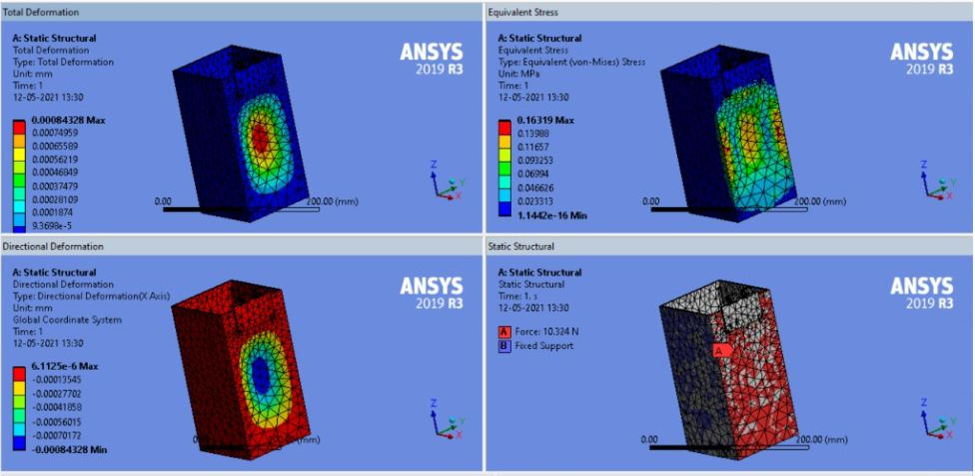 Total Deformation
A: Static Structural
Total Deformation
Type: Total Deformation
Unit: mm
Time: 1
12-05-2021 13:30
0.00084328 Max
0.00074959
0.00065589
0.00056219
0.00046849
0.00037479
0.00028109
0.0001874
9.3698e-5
ANSYS
2019 R3
0.00
200.00 (mm)
Z
Y
X
Equivalent Stress
A: Static Structural
Equivalent Stress
Type: Equivalent (von-Mises) Stress
Unit: MPa
Time: 1
12-05-2021 13:30
0.16319 Max
0.13988
0.11657
0.093253
0.06994
0.046626
0.023313
1.1442e-16 Min
ANSYS
2019 R3
0.00
200.00 (mm)
Z
Y
X
Directional Deformation
A: Static Structural
Directional Deformation
Type: Directional Deformation(X Axis)
Unit: mm
Global Coordinate System
Time: 1
12-05-2021 13:30
6.1125e-6 Max
-0.00013545
-0.00027702
-0.00041858
-0.00056015
-0.00070172
-0.00084328 Min
ANSYS
2019 R3
(mm)
Z
Y
X
Static Structural
A: Static Structural
Static Structural
Time: 1. s
12-05-2021 13:30
A Force: 10.324 N
B Fixed Support
ANSYS
2019 R3
A
0.00
200.00 (mm)
Z
Y
X